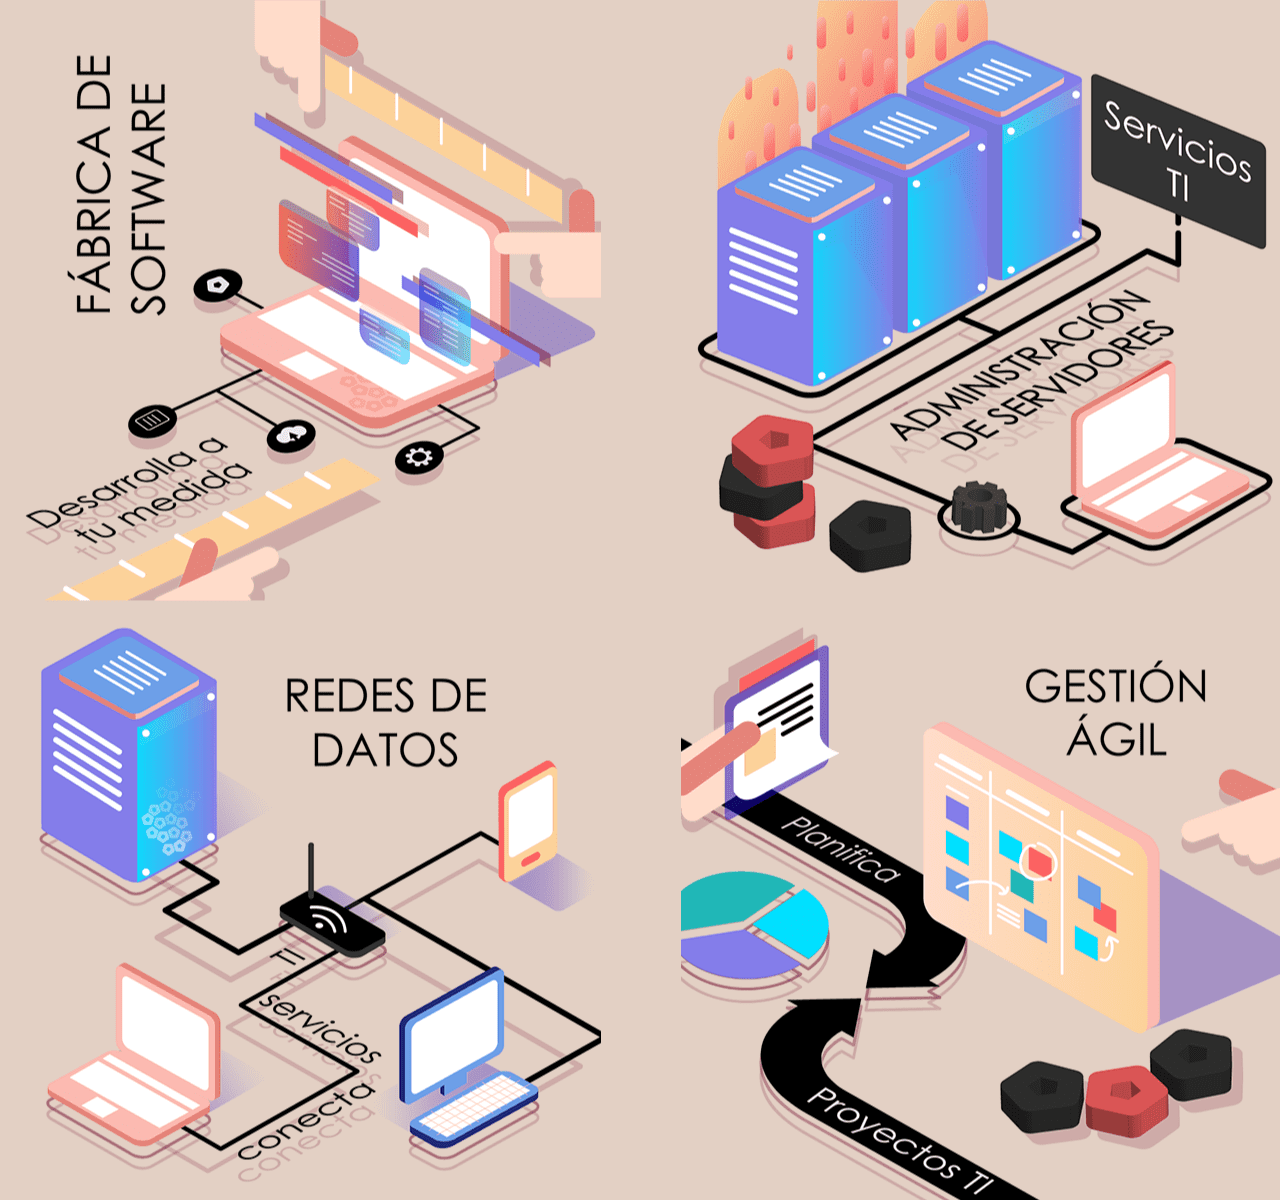 FÁBRICA DE
SOFTWARE
Desarrolla a
tu medida
Servicios
TI
ADMINISTRACIÓN
DE SERVIDORES
REDES DE
DATOS
TI
servicios
conecta
GESTIÓN
ÁGIL
Planifica
Proyectos TI